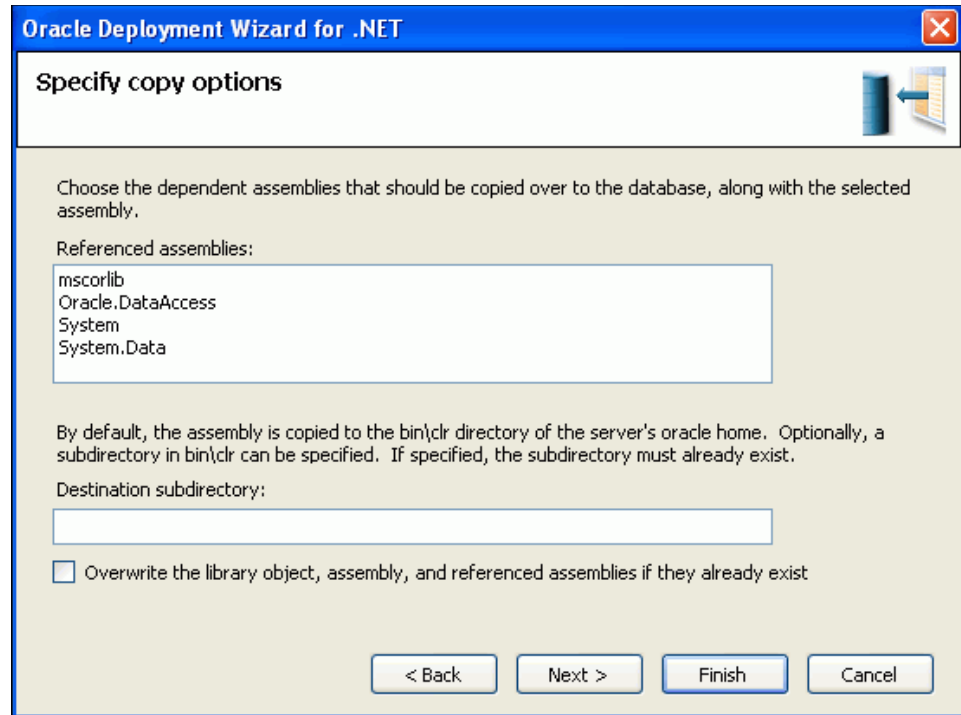 Oracle Deployment Wizard for .NET
Specify copy options
Choose the dependent assemblies that should be copied over to the database, along with the selected
assembly.
Referenced assemblies:
mscorlib
Oracle.DataAccess
System
System.Data
By default, the assembly is copied to the bin\clr directory of the server's oracle home.  Optionally, a
subdirectory in bin\clr can be specified.  If specified, the subdirectory must already exist.
Destination subdirectory:
Overwrite the library object, assembly, and referenced assemblies if they already exist
< Back
Next >
Finish
Cancel